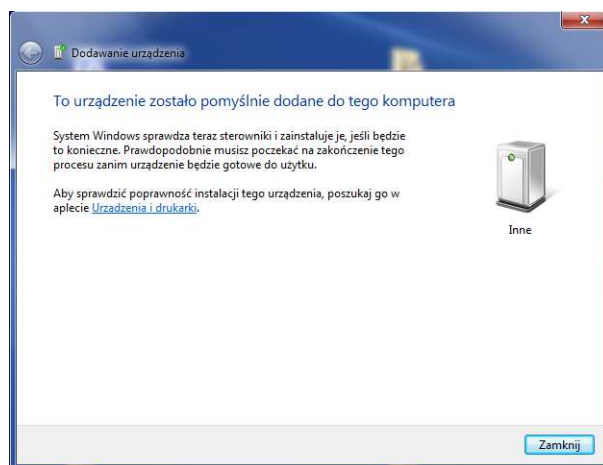 Dodawanie urządzenia
To urządzenie zostało pomyślnie dodane do tego komputera
System Windows sprawdza teraz sterowniki i zainstaluje je, jeśli będzie
to konieczne. Prawdopodobnie musisz poczekać na zakończenie tego
procesu zanim urządzenie będzie gotowe do użytku.
Aby sprawdzić poprawność instalacji tego urządzenia, poszukaj go w
aplecie Urządzenia i drukarki.
Inne
Zamknij